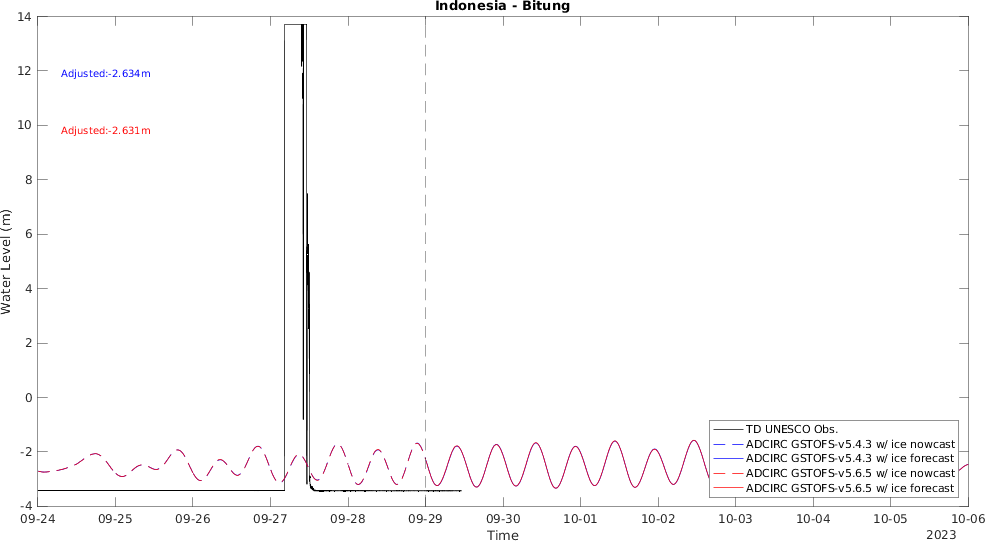 Indonesia - Bitung
Adjusted:-2.634m
Adjusted:-2.631m
Water Level (m)
14
12
10
8
6
4
2
0
-2
-4
09-24 09-25 09-26 09-27 09-28 09-29 09-30 10-01 10-02 10-03 10-04 10-05 10-06
Time
2023
TD UNESCO Obs.
ADCIRC GSTOFS-v5.4.3 w/ ice nowcast
ADCIRC GSTOFS-v5.4.3 w/ ice forecast
ADCIRC GSTOFS-v5.6.5 w/ ice nowcast
ADCIRC GSTOFS-v5.6.5 w/ ice forecast